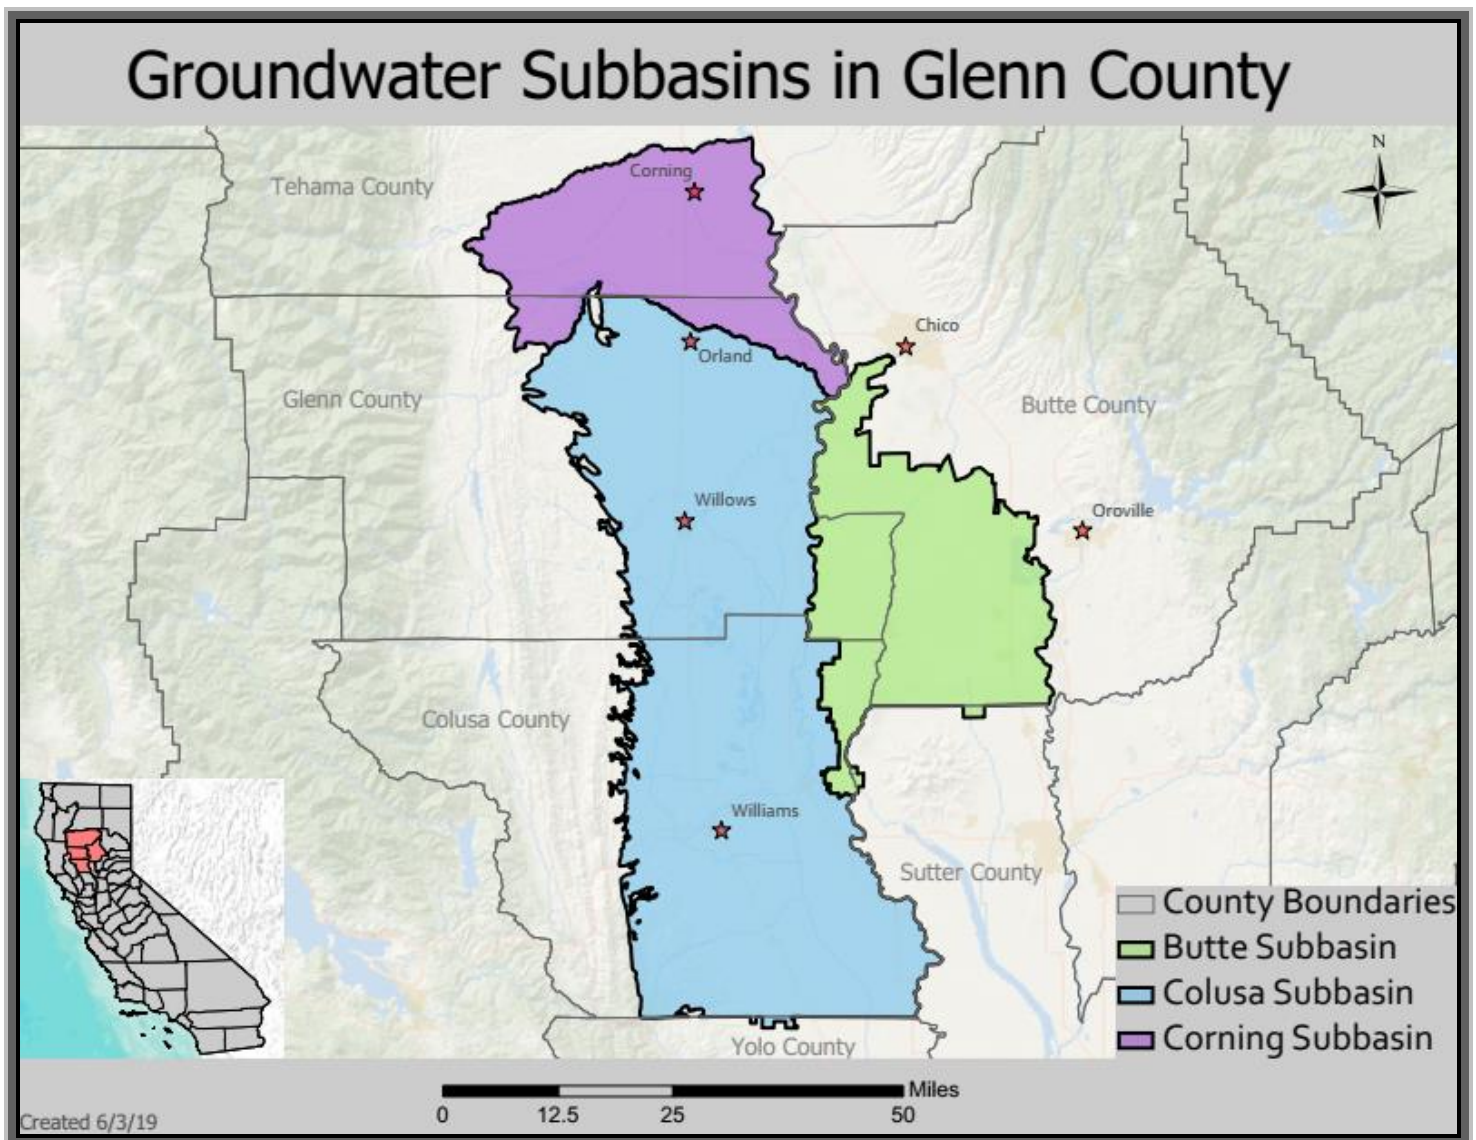 Groundwater Subbasins in Glenn County
N
Corning
Tehama County
Chico
Orland
Glenn County
Butte County
Willows
Oroville
Colusa County
Williams
Sutter County
County Boundaries
Butte Subbasin
Colusa Subbasin
Corning Subbasin
Yolo County
Miles
0 12.5 25 50
Created 6/3/19